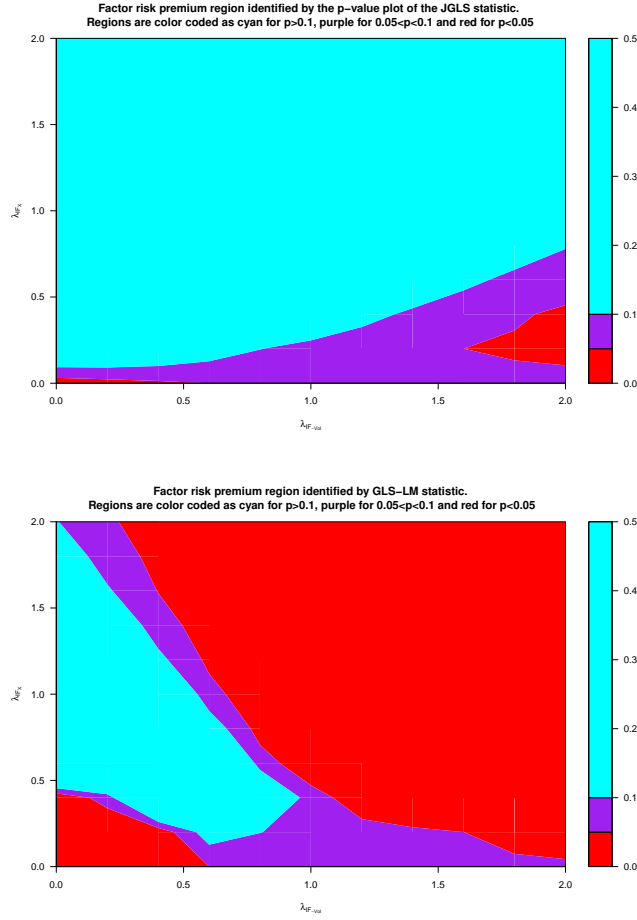 Factor risk premium region identified by the p−value plot of the JGLS statistic.
Regions are color coded as cyan for p>0.1, purple for 0.05<p<0.1 and red for p<0.05
2.0
1.5
1.0
0.5
0.0
λtFX
0.0 0.5 1.0 1.5 2.0
λtF−Vol
0.5
0.4
0.3
0.2
0.1
0.0
Factor risk premium region identified by GLS−LM statistic.
Regions are color coded as cyan for p>0.1, purple for 0.05<p<0.1 and red for p<0.05
2.0
1.5
1.0
0.5
0.0
λtFX
0.0 0.5 1.0 1.5 2.0
λtF−Vol
0.5
0.4
0.3
0.2
0.1
0.0